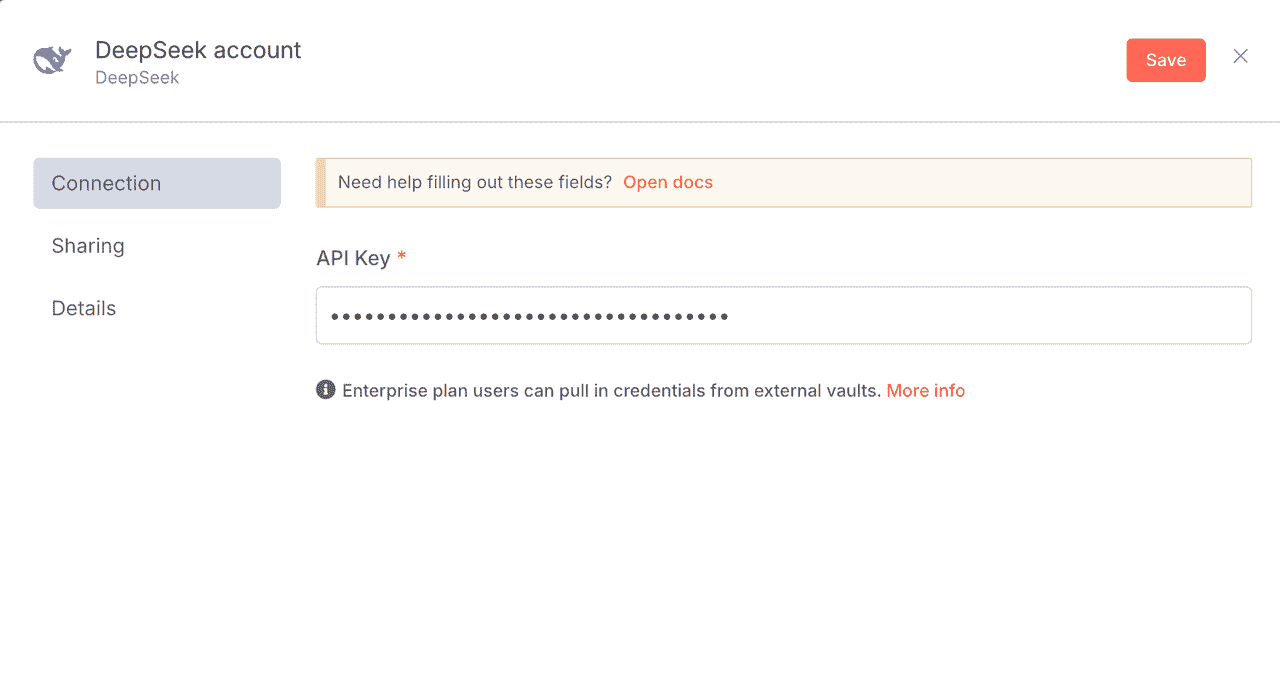 DeepSeek account
DeepSeek
Save
Connection
Sharing
Details
Need help filling out these fields? Open docs
API Key *
•••••••••••••••••••••••••••••••••••
Enterprise plan users can pull in credentials from external vaults. More info